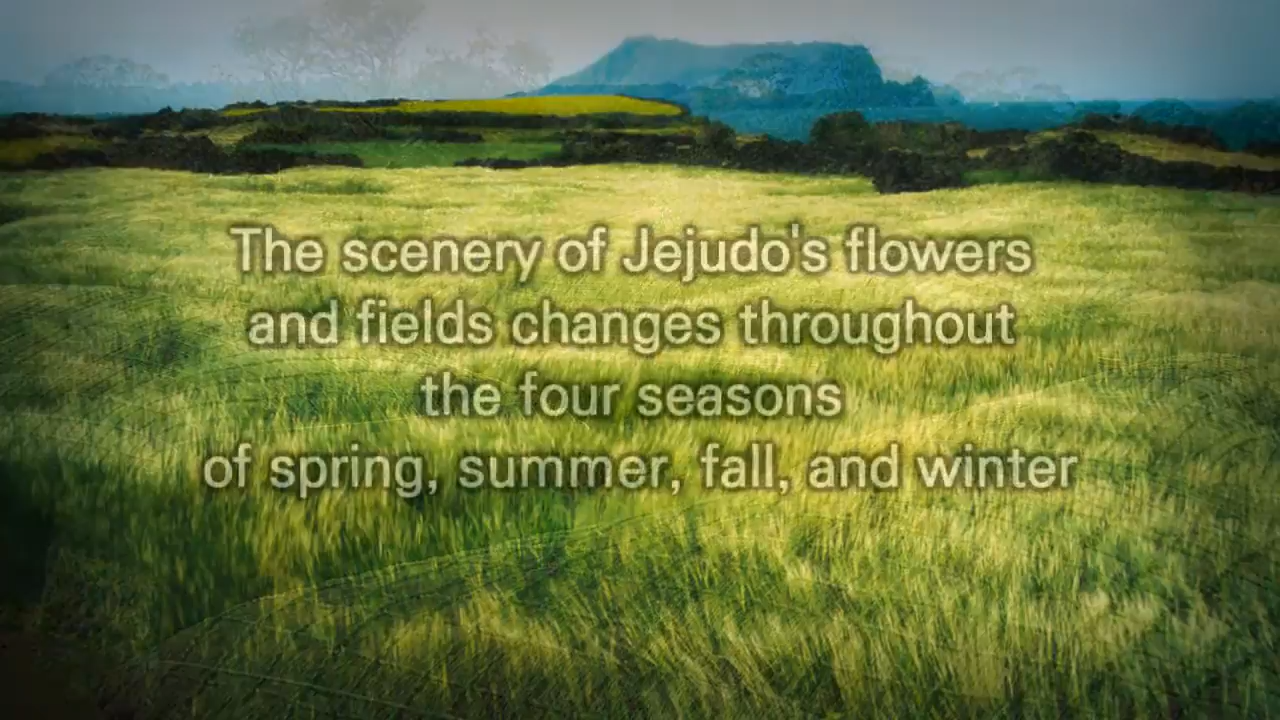 The scenery of Jejudo's flowers
and fields changes throughout
the four seasons
of spring, summer, fall, and winter